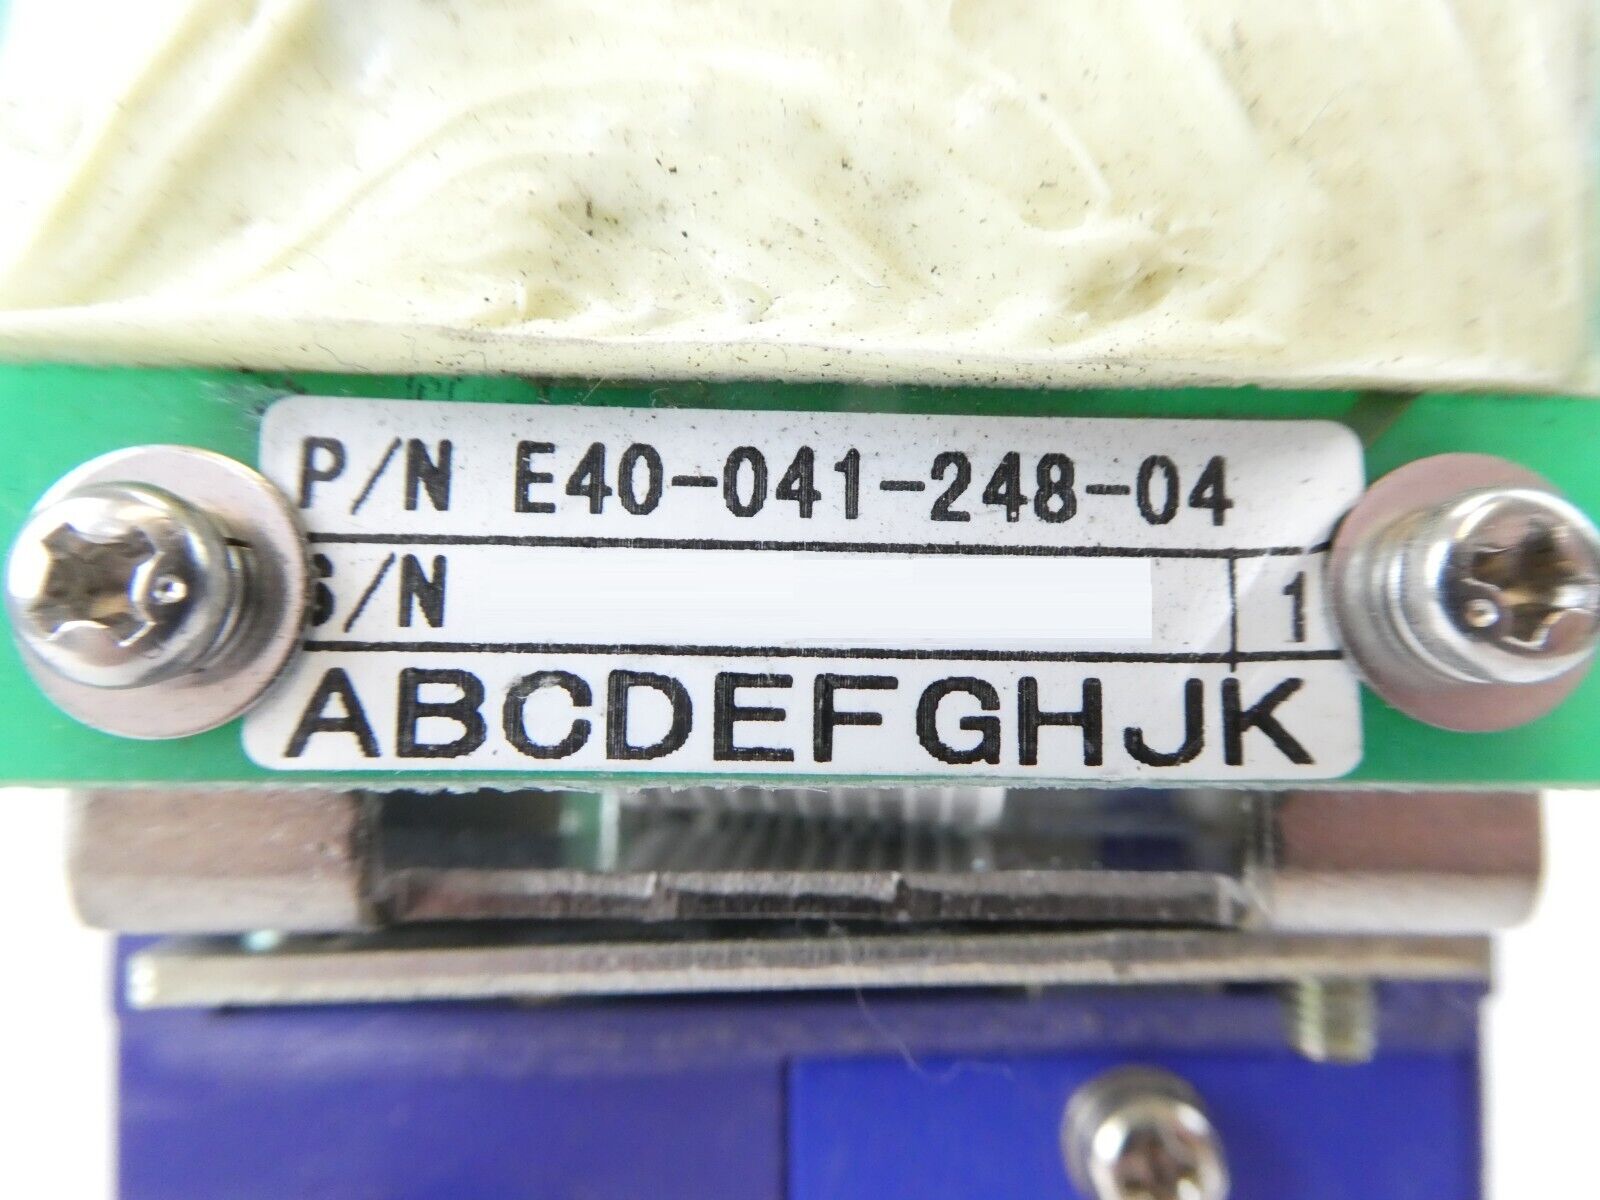 P/N E40-041-248-04
S/N 1
ABCDEFGHJK